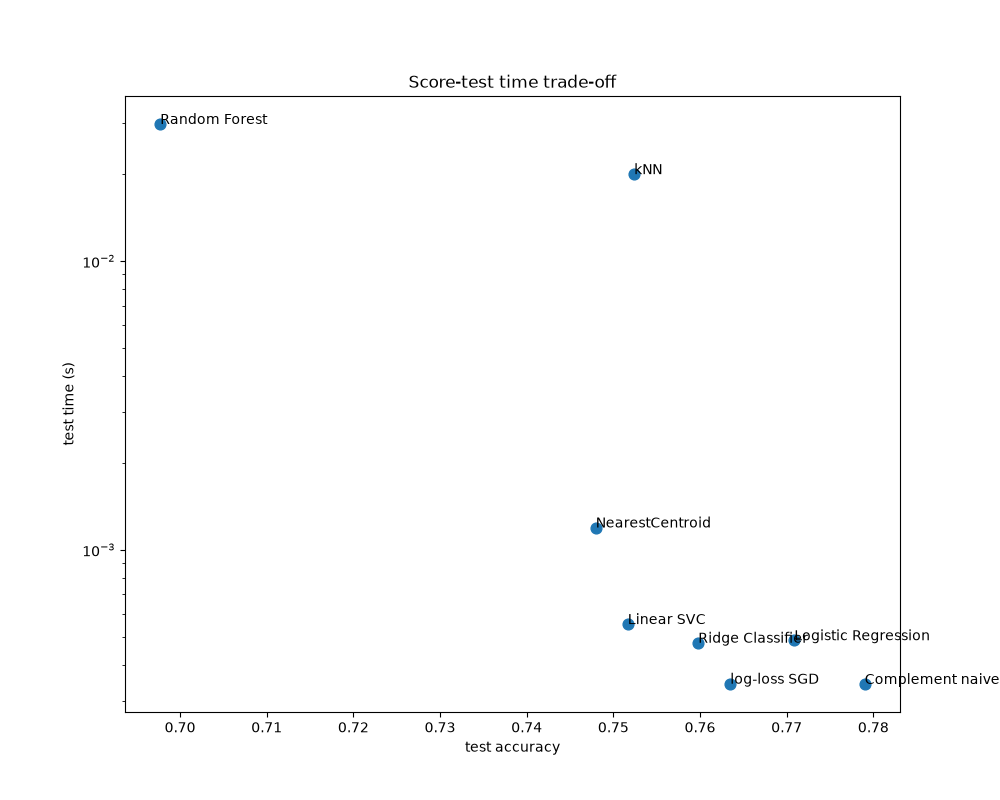 Score-test time trade-off
Random Forest
kNN
10⁻²
test time (s)
NearestCentroid
10⁻³
Linear SVC
Ridge Classifier
Logistic Regression
log-loss SGD
Complement naive
0.70 0.71 0.72 0.73 0.74 0.75 0.76 0.77 0.78
test accuracy